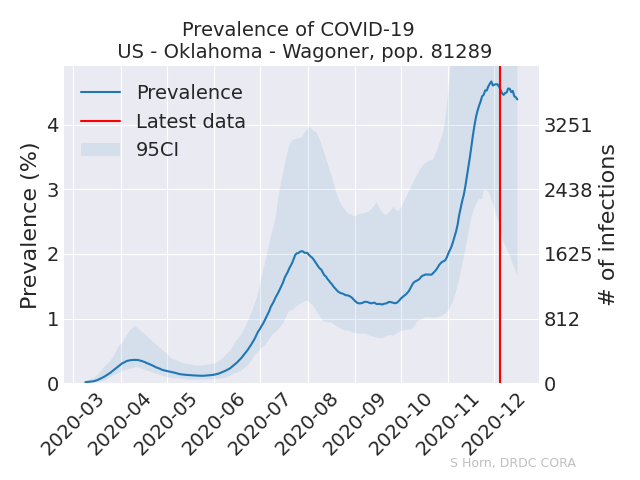 Prevalence of COVID-19
US - Oklahoma - Wagoner, pop. 81289
Prevalence
Latest data
95CI
Prevalence (%)
4
3
2
1
0
3251
2438
1625
812
0
# of infections
2020-03
2020-04
2020-05
2020-06
2020-07
2020-08
2020-09
2020-10
2020-11
2020-12
S Horn, DRDC CORA